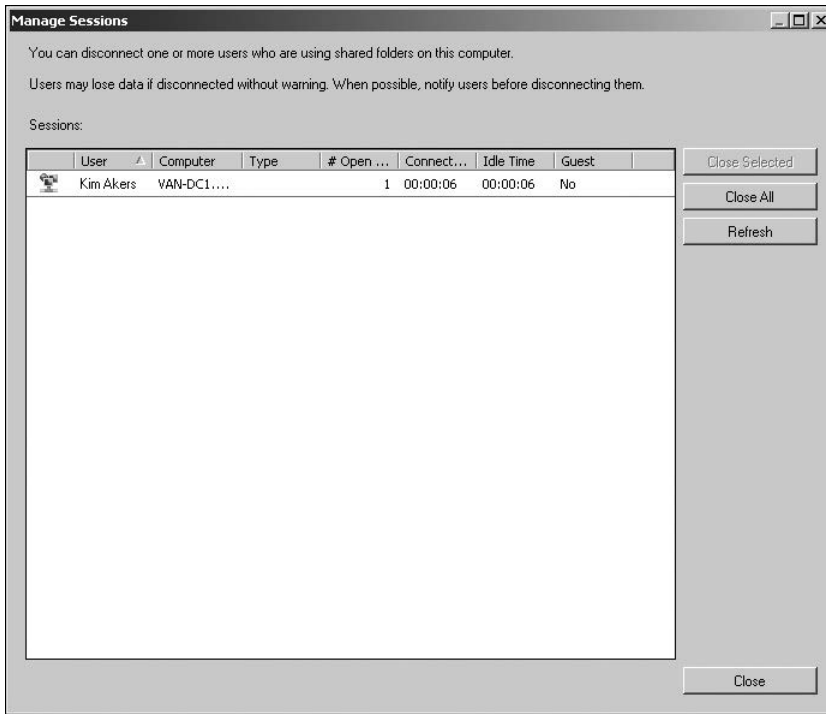 Manage Sessions
You can disconnect one or more users who are using shared folders on this computer.
Users may lose data if disconnected without warning. When possible, notify users before disconnecting them.
Sessions:
User Computer Type # Open ... Connect... Idle Time Guest
Kim Akers VAN-DC1.... 1 00:00:06 00:00:06 No
Close Selected
Close All
Refresh
Close